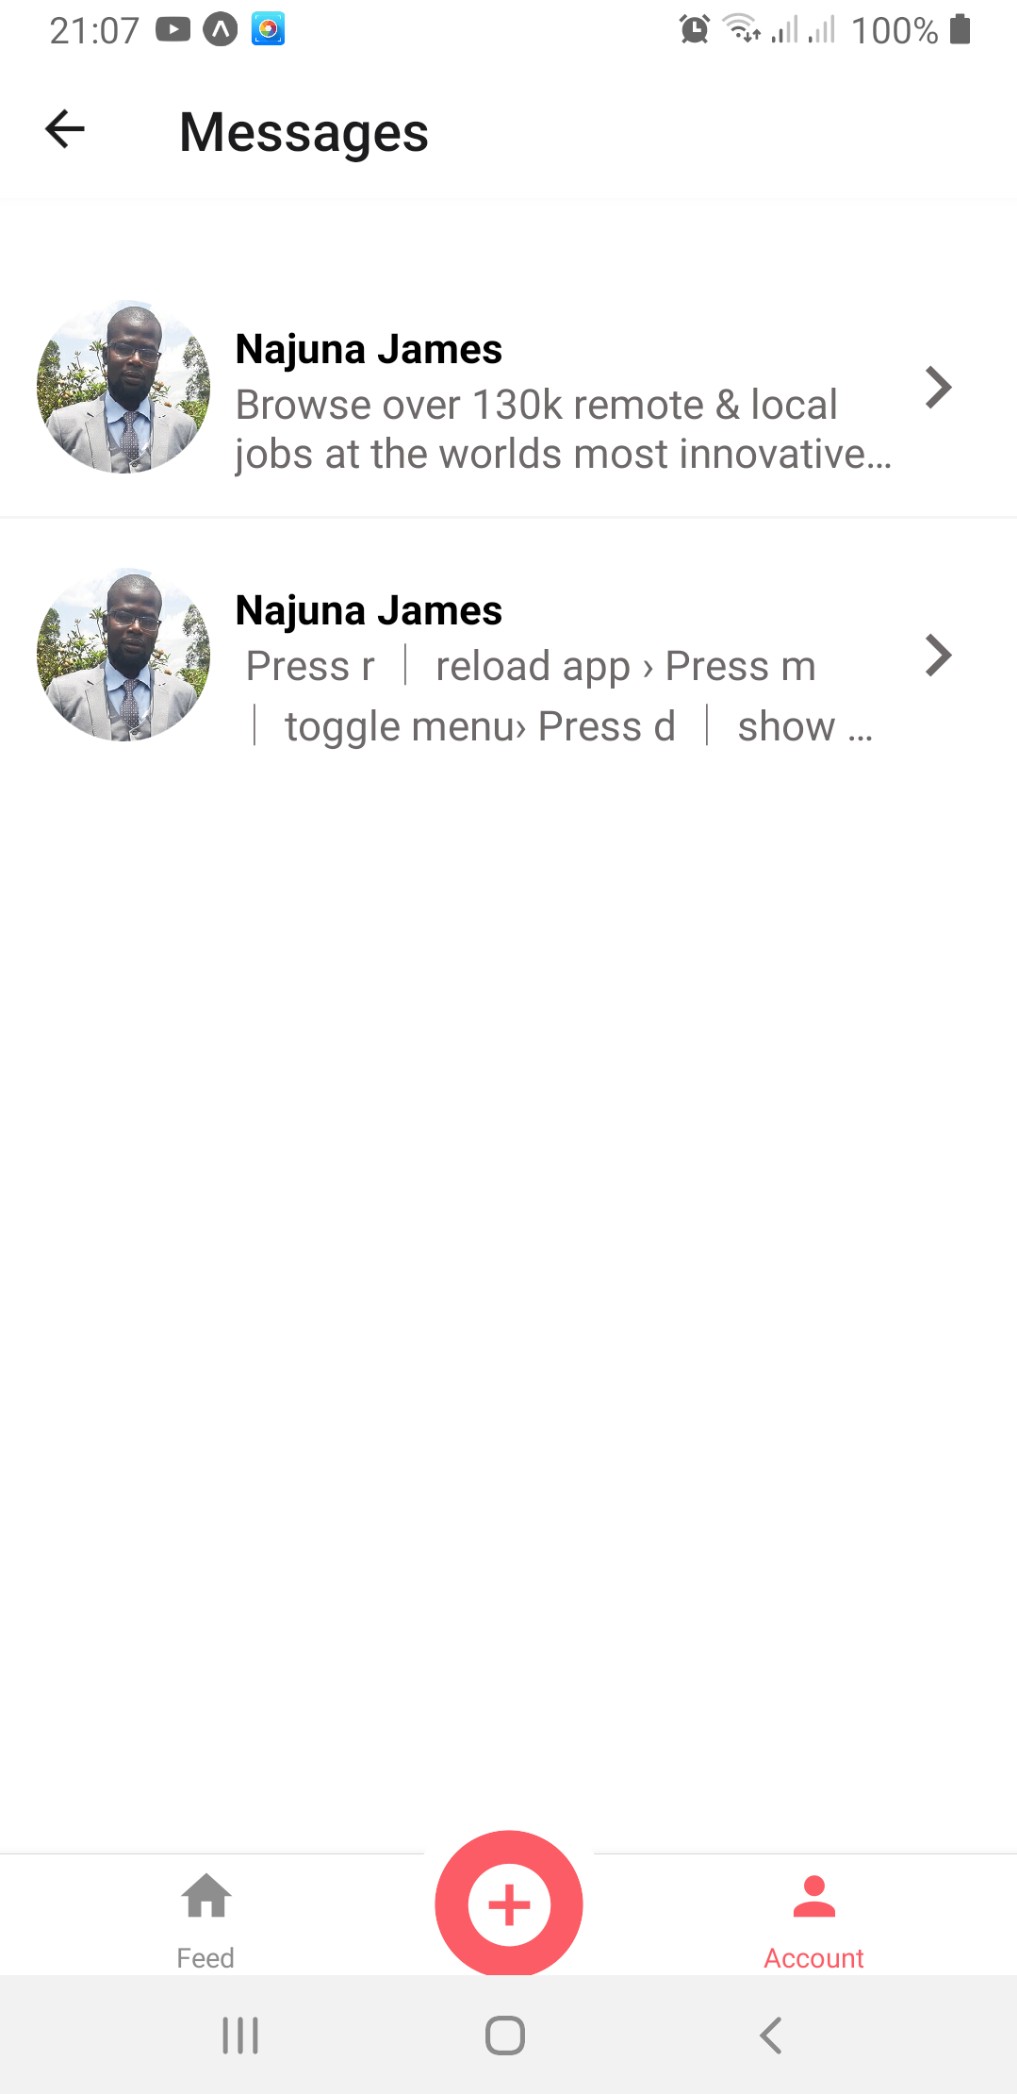 21:07
100%
Messages
Najuna James
Browse over 130k remote & local
jobs at the worlds most innovative...
Najuna James
Press r │ reload app › Press m
│ toggle menu› Press d │ show ...
Feed
Account